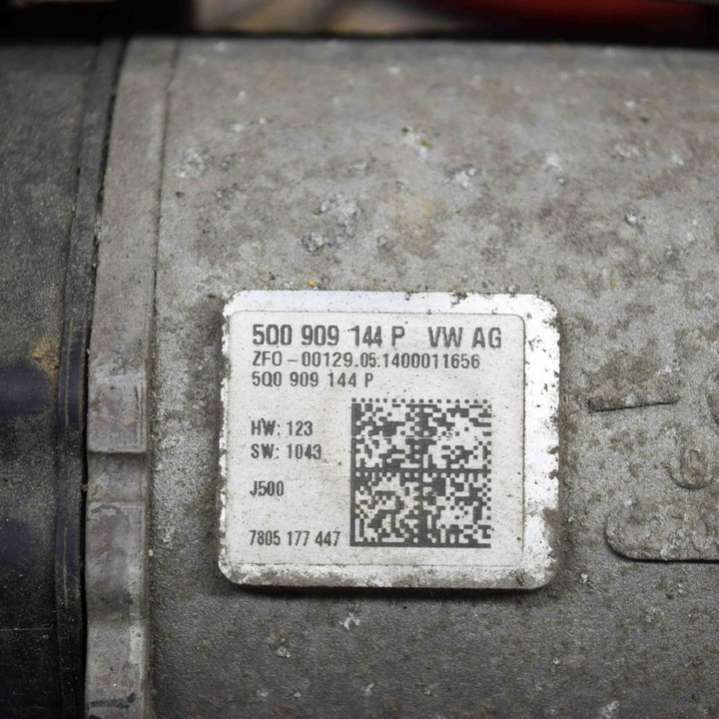 5Q0 909 144 P VW AG
ZFO-00129.05.1400011656
5Q0 909 144 P
HW: 123
SW: 1043
J500
7805 177 447